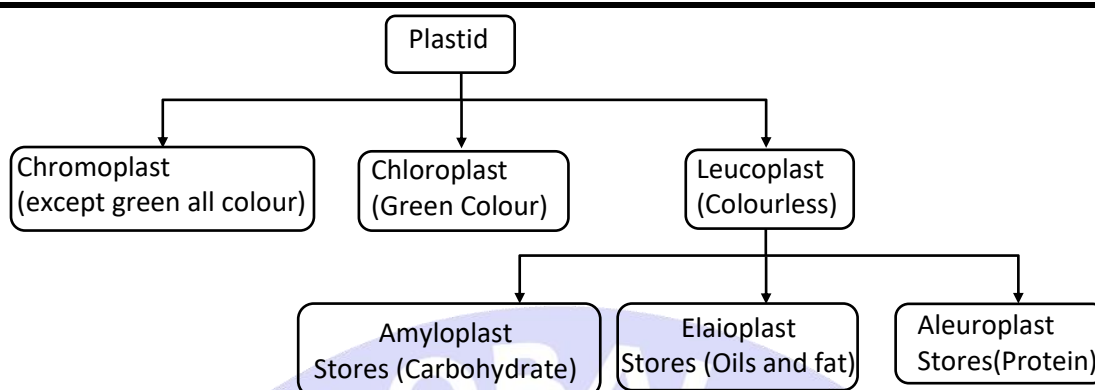 Plastid
Chromoplast
(except green all colour)
Chloroplast
(Green Colour)
Leucoplast
(Colourless)
Amyloplast
Stores (Carbohydrate)
Elaioplast
Stores (Oils and fat)
Aleuroplast
Stores(Protein)